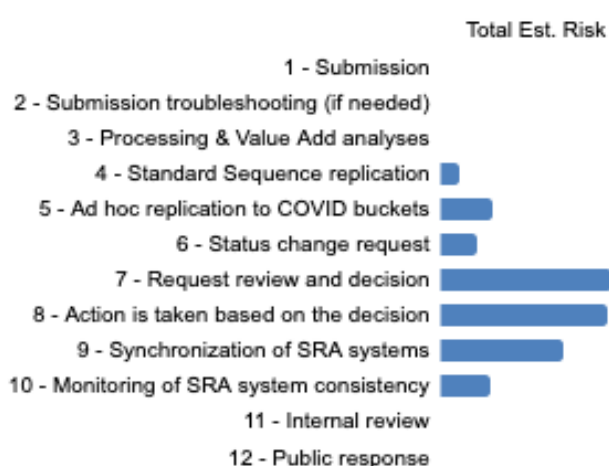 Total Est. Risk
1 - Submission
2 - Submission troubleshooting (if needed)
3 - Processing & Value Add analyses
4 - Standard Sequence replication
5 - Ad hoc replication to COVID buckets
6 - Status change request
7 - Request review and decision
8 - Action is taken based on the decision
9 - Synchronization of SRA systems
10 - Monitoring of SRA system consistency
11 - Internal review
12 - Public response